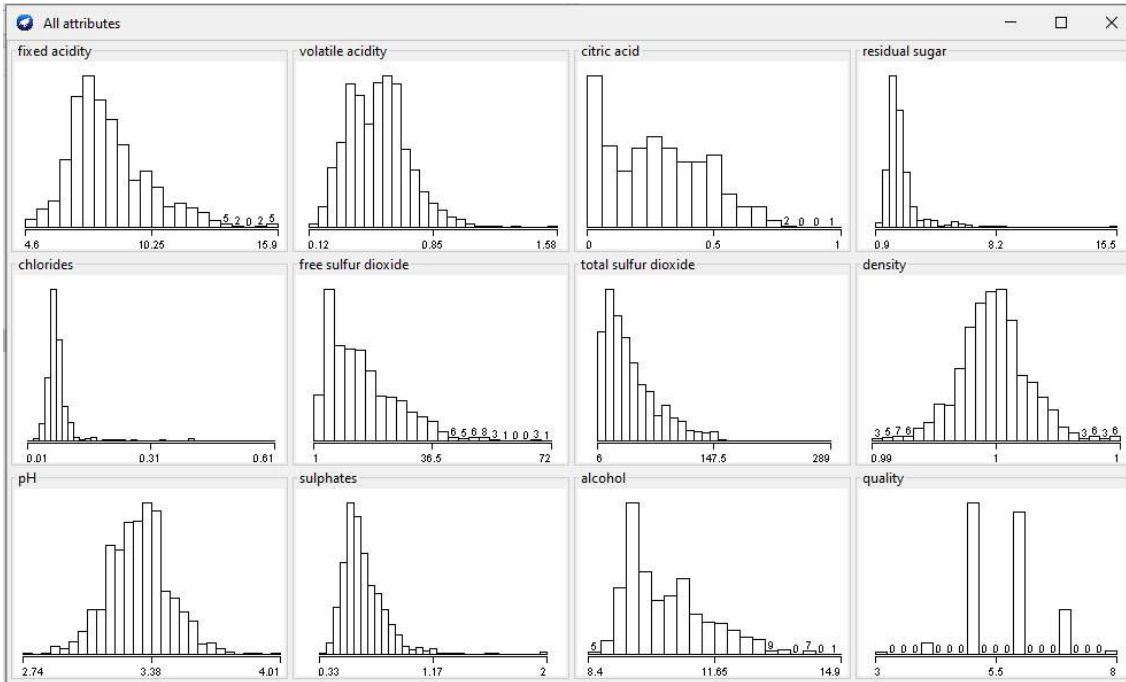 All attributes
fixed acidity
5 2 0 2 5
4.6 10.25 15.9
volatile acidity
0.12 0.85 1.58
citric acid
2 0 0 1
0 0.5 1
residual sugar
0.9 8.2 15.5
chlorides
0.01 0.31 0.61
free sulfur dioxide
6 5 6 8 3 1 0 0 3 1
1 36.5 72
total sulfur dioxide
6 147.5 289
density
3 5 7 6 3 6 3 6
0.99 1 1
pH
2.74 3.38 4.01
sulphates
0.33 1.17 2
alcohol
5 9 0 7 0 1
8.4 11.65 14.9
quality
0 0 0 0 0 0 0 0 0 0 0 0 0 0 0
3 5.5 8